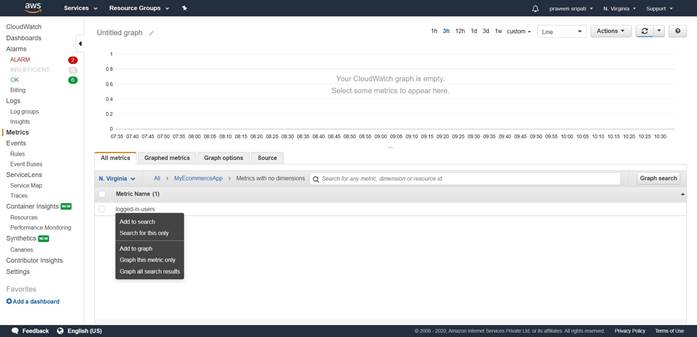 aws Services Resource Groups praveen sripati N. Virginia Support
CloudWatch
Dashboards
Alarms
ALARM 2
INSUFFICIENT
OK 6
Billing
Logs
Log groups
Insights
Metrics
Events
Rules
Event Buses
ServiceLens
Service Map
Traces
Container Insights NEW
Resources
Performance Monitoring
Synthetics NEW
Canaries
Contributor Insights
Settings
Favorites
Add a dashboard
Untitled graph
1h 3h 12h 1d 3d 1w custom Line Actions
1
0.8
0.6
0.4
0.2
0
Your CloudWatch graph is empty.
Select some metrics to appear here.
07:35 07:40 07:45 07:50 07:55 08:00 08:05 08:10 08:15 08:20 08:25 08:30 08:35 08:40 08:45 08:50 08:55 09:00 09:05 09:10 09:15 09:20 09:25 09:30 09:35 09:40 09:45 09:50 09:55 10:00 10:05 10:10 10:15 10:20 10:25 10:30
All metrics Graphed metrics Graph options Source
N. Virginia All MyEcommerceApp Metrics with no dimensions Search for any metric, dimension or resource id Graph search
Metric Name (1)
logged-in-users
Add to search
Search for this only
Add to graph
Graph this metric only
Graph all search results
Feedback English (US) © 2008 - 2020, Amazon Internet Services Private Ltd. or its affiliates. All rights reserved. Privacy Policy Terms of Use